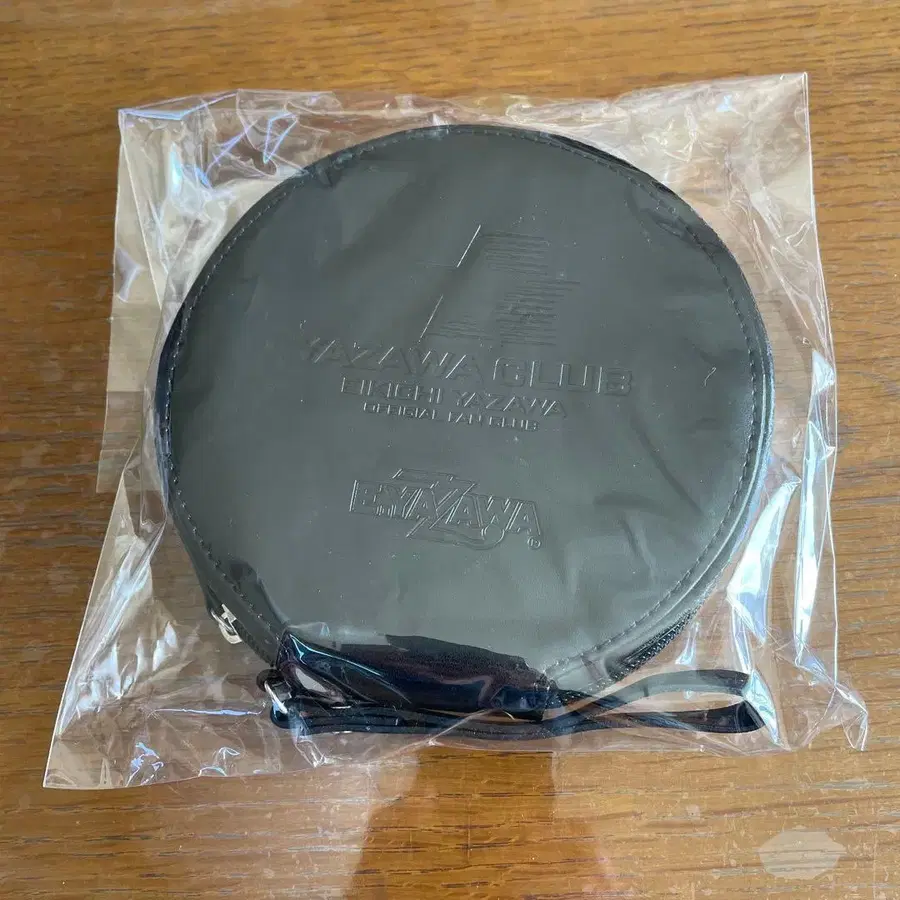 YAZAWA CLUB
EIKICHI YAZAWA
OFFICIAL FAN CLUB
E.YAZAWA
®